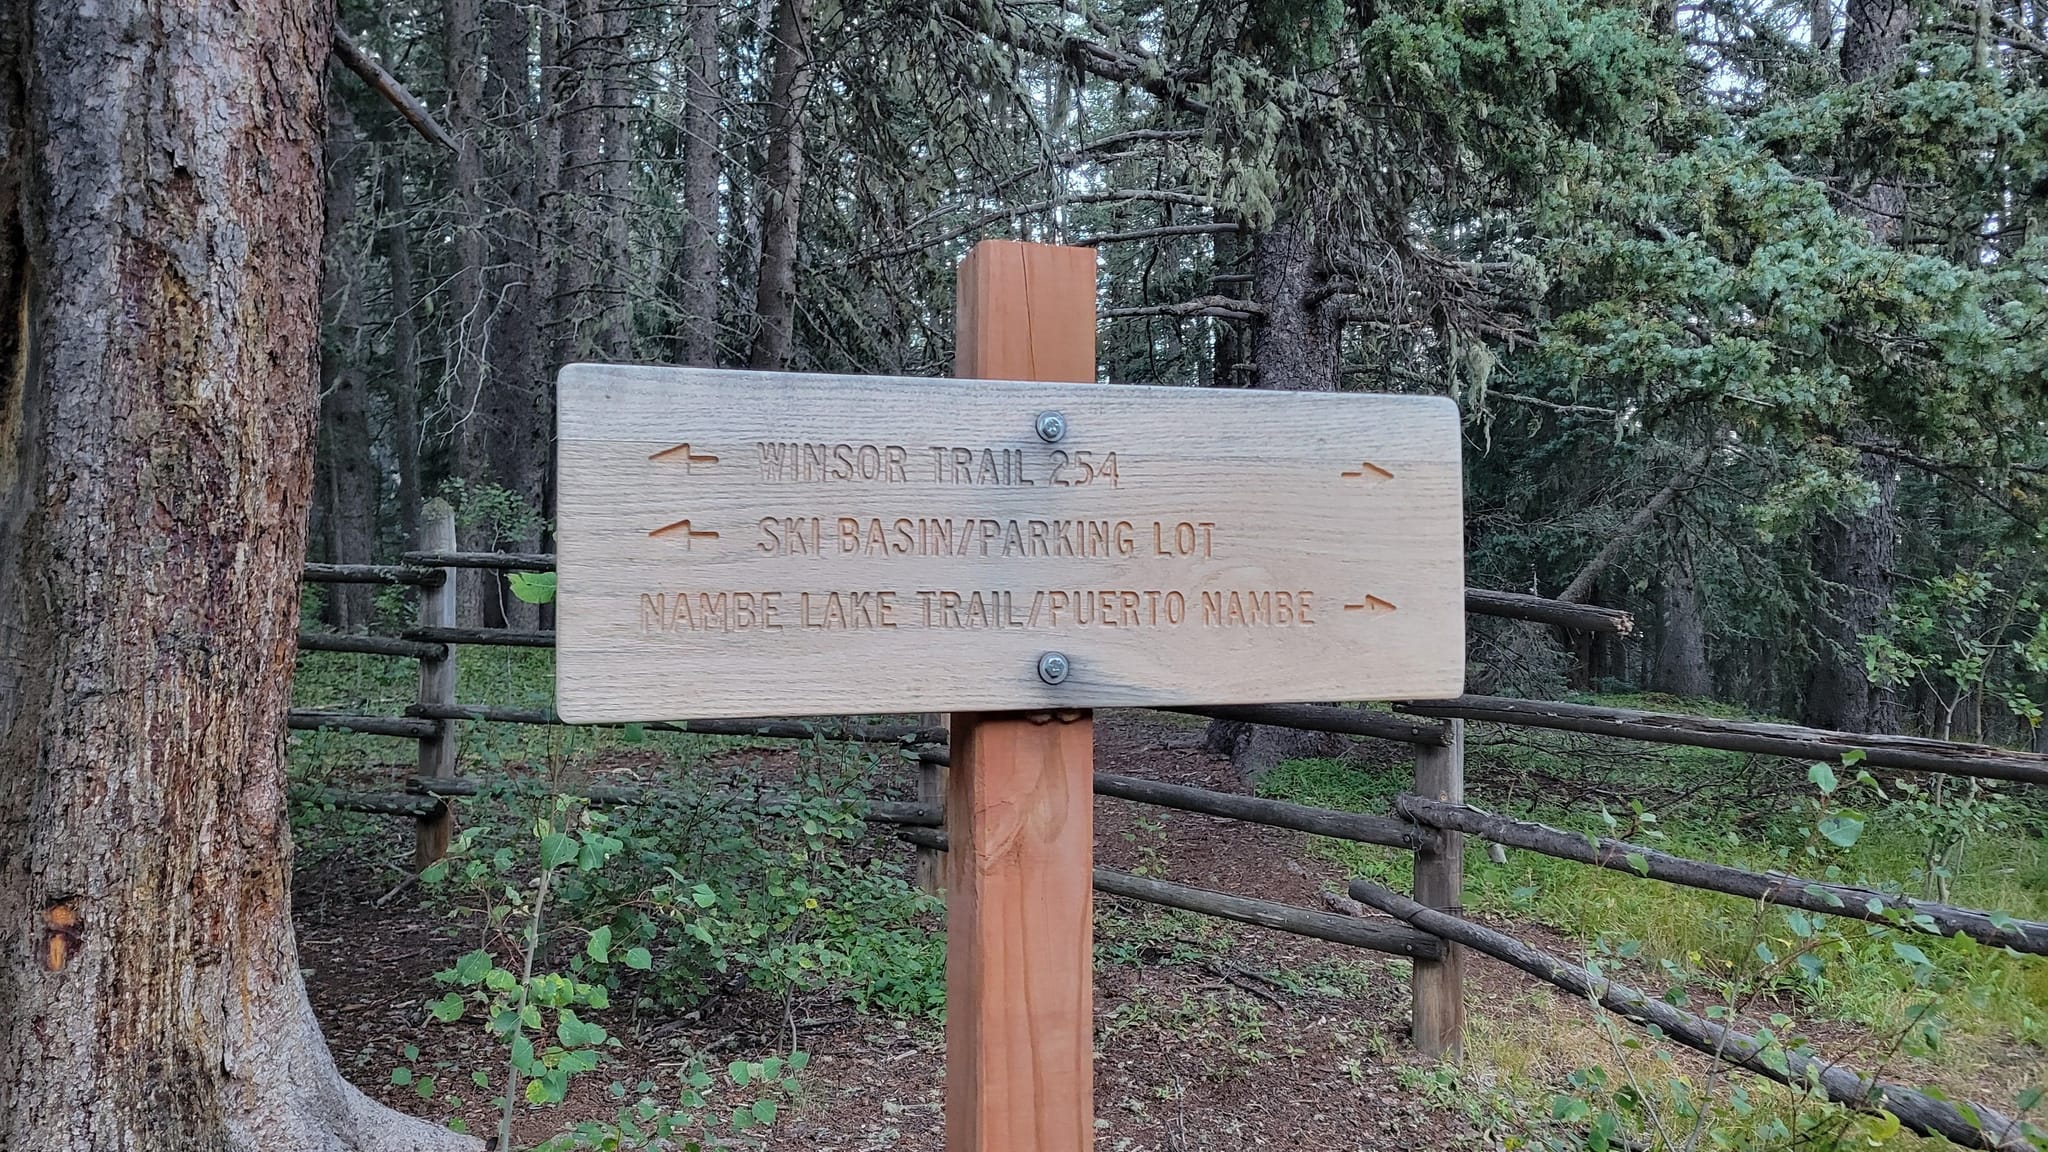 ← WINSOR TRAIL 254 →
← SKI BASIN/PARKING LOT
NAMBE LAKE TRAIL/PUERTO NAMBE →